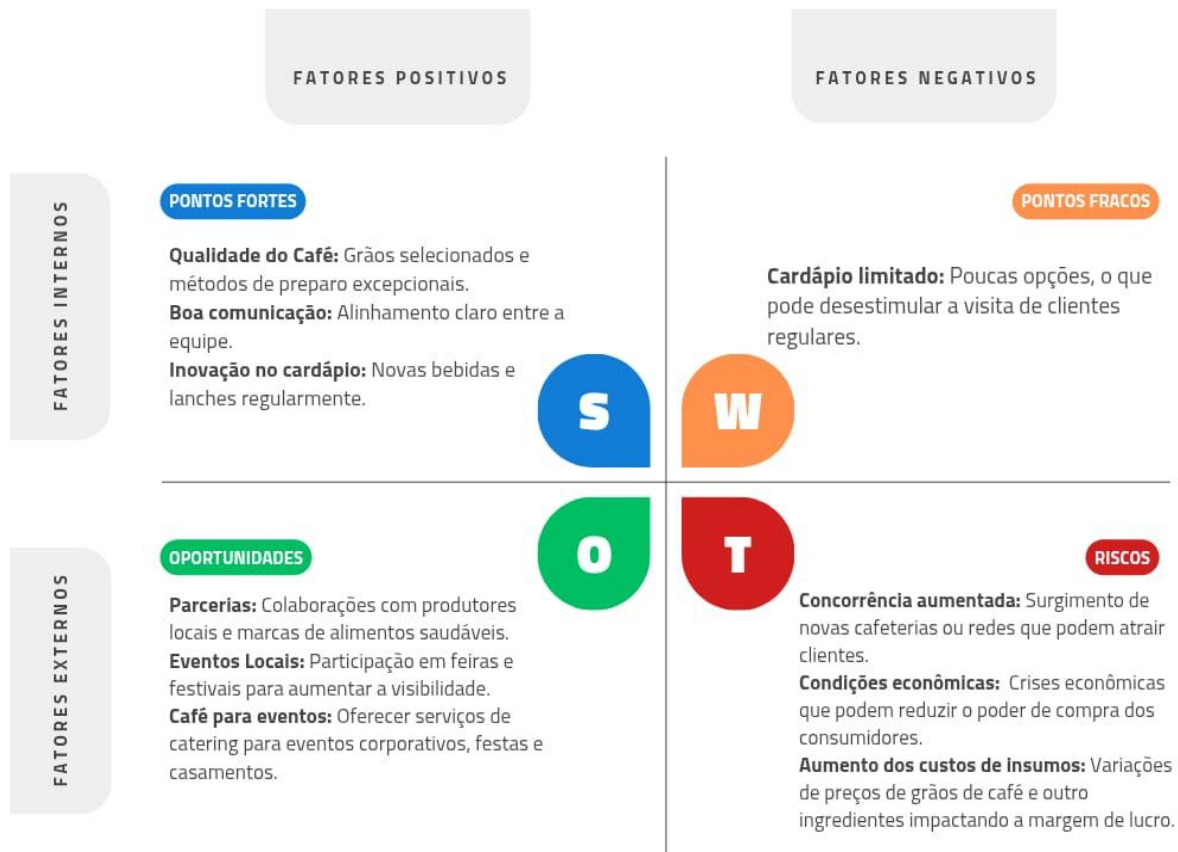 FATORES POSITIVOS
FATORES NEGATIVOS
FATORES INTERNOS
PONTOS FORTES
Qualidade do Café: Grãos selecionados e
métodos de preparo excepcionais.
Boa comunicação: Alinhamento claro entre a
equipe.
Inovação no cardápio: Novas bebidas e
lanches regularmente.
S
PONTOS FRACOS
Cardápio limitado: Poucas opções, o que
pode desestimular a visita de clientes
regulares.
W
FATORES EXTERNOS
OPORTUNIDADES
O
Parcerias: Colaborações com produtores
locais e marcas de alimentos saudáveis.
Eventos Locais: Participação em feiras e
festivais para aumentar a visibilidade.
Café para eventos: Oferecer serviços de
catering para eventos corporativos, festas e
casamentos.
T
RISCOS
Concorrência aumentada: Surgimento de
novas cafeterias ou redes que podem atrair
clientes.
Condições econômicas: Crises econômicas
que podem reduzir o poder de compra dos
consumidores.
Aumento dos custos de insumos: Variações
de preços de grãos de café e outro
ingredientes impactando a margem de lucro.